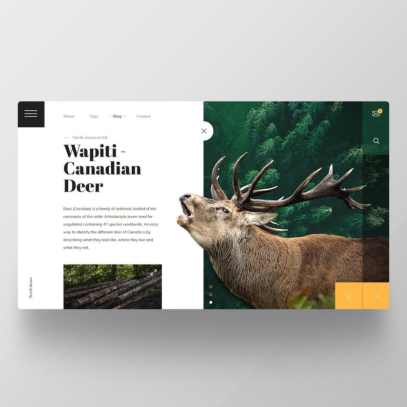 About
Trips
Blog
Contact
North American Elk
Wapiti -
Canadian
Deer
Deer (Canadian) is a family of antlered, hoofed of the
ruminants of the order Artiodactyla (even-toed for
ungulates) containing 47 species worldwide. An easy
way to identify the different deer of Canada is by
describing what they look like, where they live and
what they eat.
Scroll down